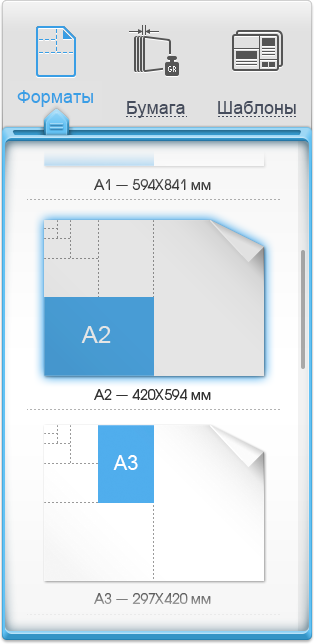 GR
Форматы
Бумага
Шаблоны
A1 — 594X841 мм
A2
A2 — 420X594 мм
A3
A3 — 297X420 мм